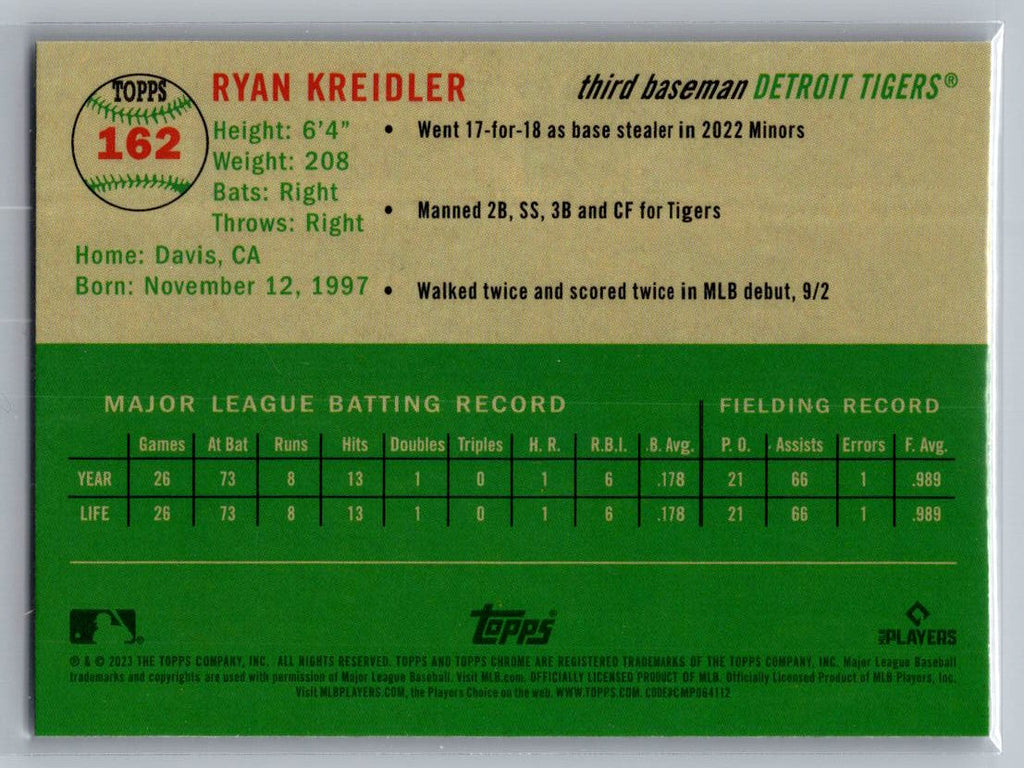 TOPPS
162
RYAN KREIDLER
third baseman DETROIT TIGERS®
Height: 6'4"
Weight: 208
Bats: Right
Throws: Right
Home: Davis, CA
Born: November 12, 1997
• Went 17-for-18 as base stealer in 2022 Minors
• Manned 2B, SS, 3B and CF for Tigers
• Walked twice and scored twice in MLB debut, 9/2
MAJOR LEAGUE BATTING RECORD FIELDING RECORD
Games At Bat Runs Hits Doubles Triples H. R. R.B.I. B. Avg. P. O. Assists Errors F. Avg.
YEAR 26 73 8 13 1 0 1 6 .178 21 66 1 .989
LIFE 26 73 8 13 1 0 1 6 .178 21 66 1 .989
Topps®
MLB PLAYERS
® & © 2023 THE TOPPS COMPANY, INC. ALL RIGHTS RESERVED. TOPPS AND TOPPS CHROME ARE REGISTERED TRADEMARKS OF THE TOPPS COMPANY, INC. Major League Baseball
trademarks and copyrights are used with permission of Major League Baseball. Visit MLB.com. OFFICIALLY LICENSED PRODUCT OF MLB. Officially Licensed Product of MLB Players, Inc.
Visit MLBPLAYERS.COM, the Players Choice on the web. WWW.TOPPS.COM. CODE#CMP064112